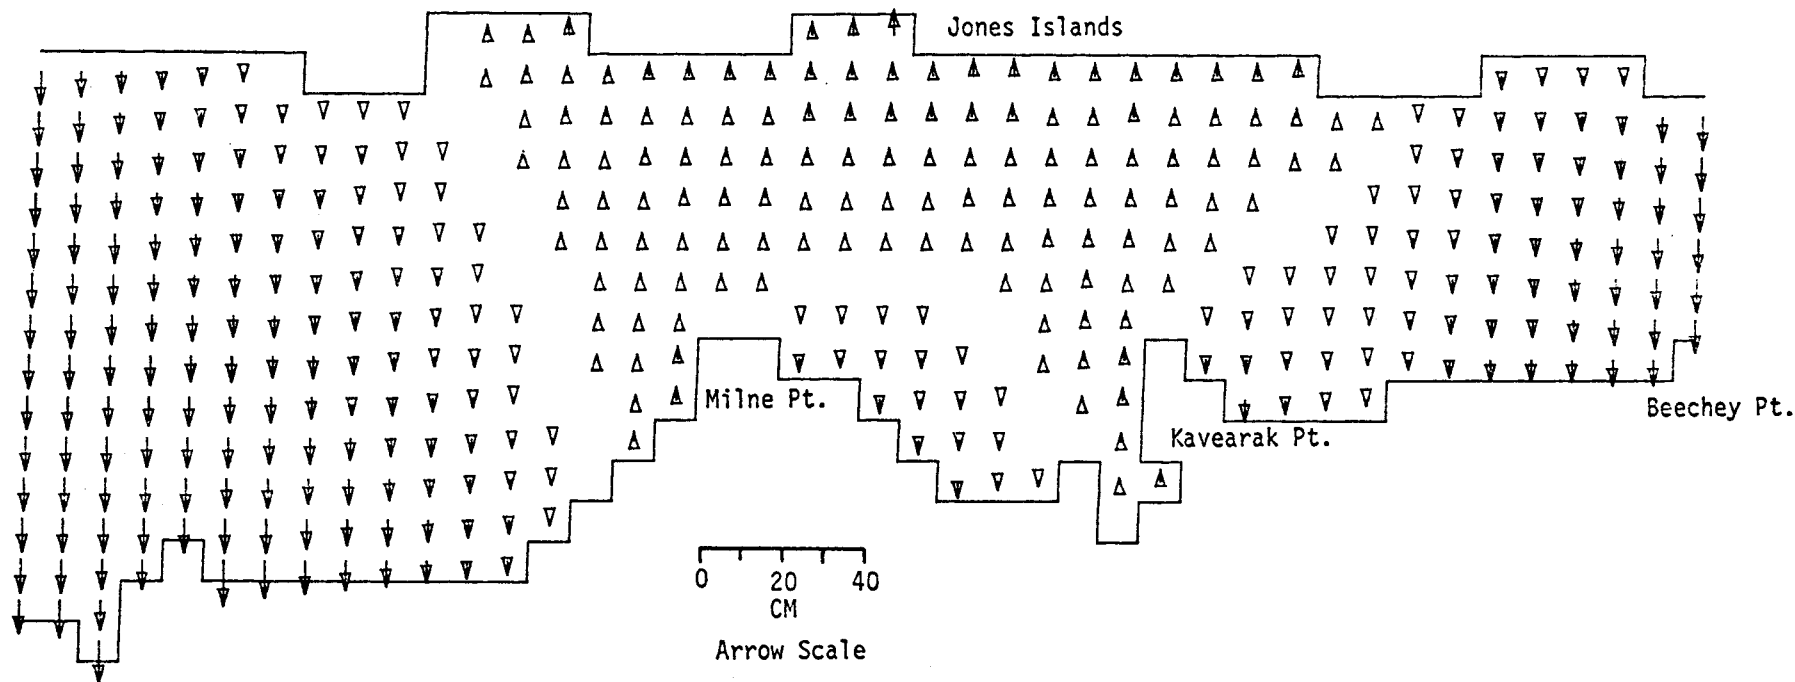 Jones Islands
Milne Pt.
Beechey Pt.
Kavearak Pt.
0 20 40
CM
Arrow Scale